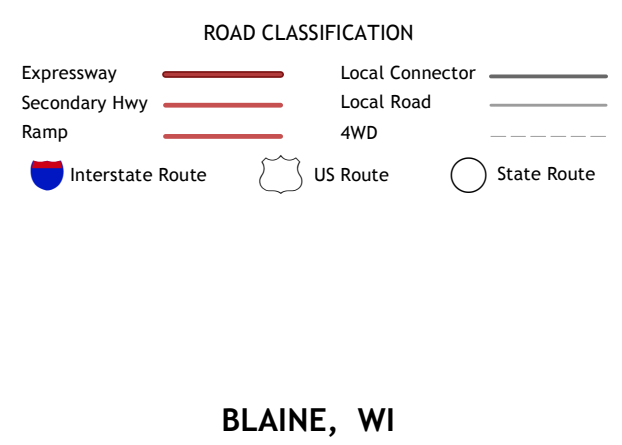 ROAD CLASSIFICATION
Expressway
Local Connector
Secondary Hwy
Local Road
Ramp
4WD
Interstate Route
US Route
State Route
BLAINE, WI